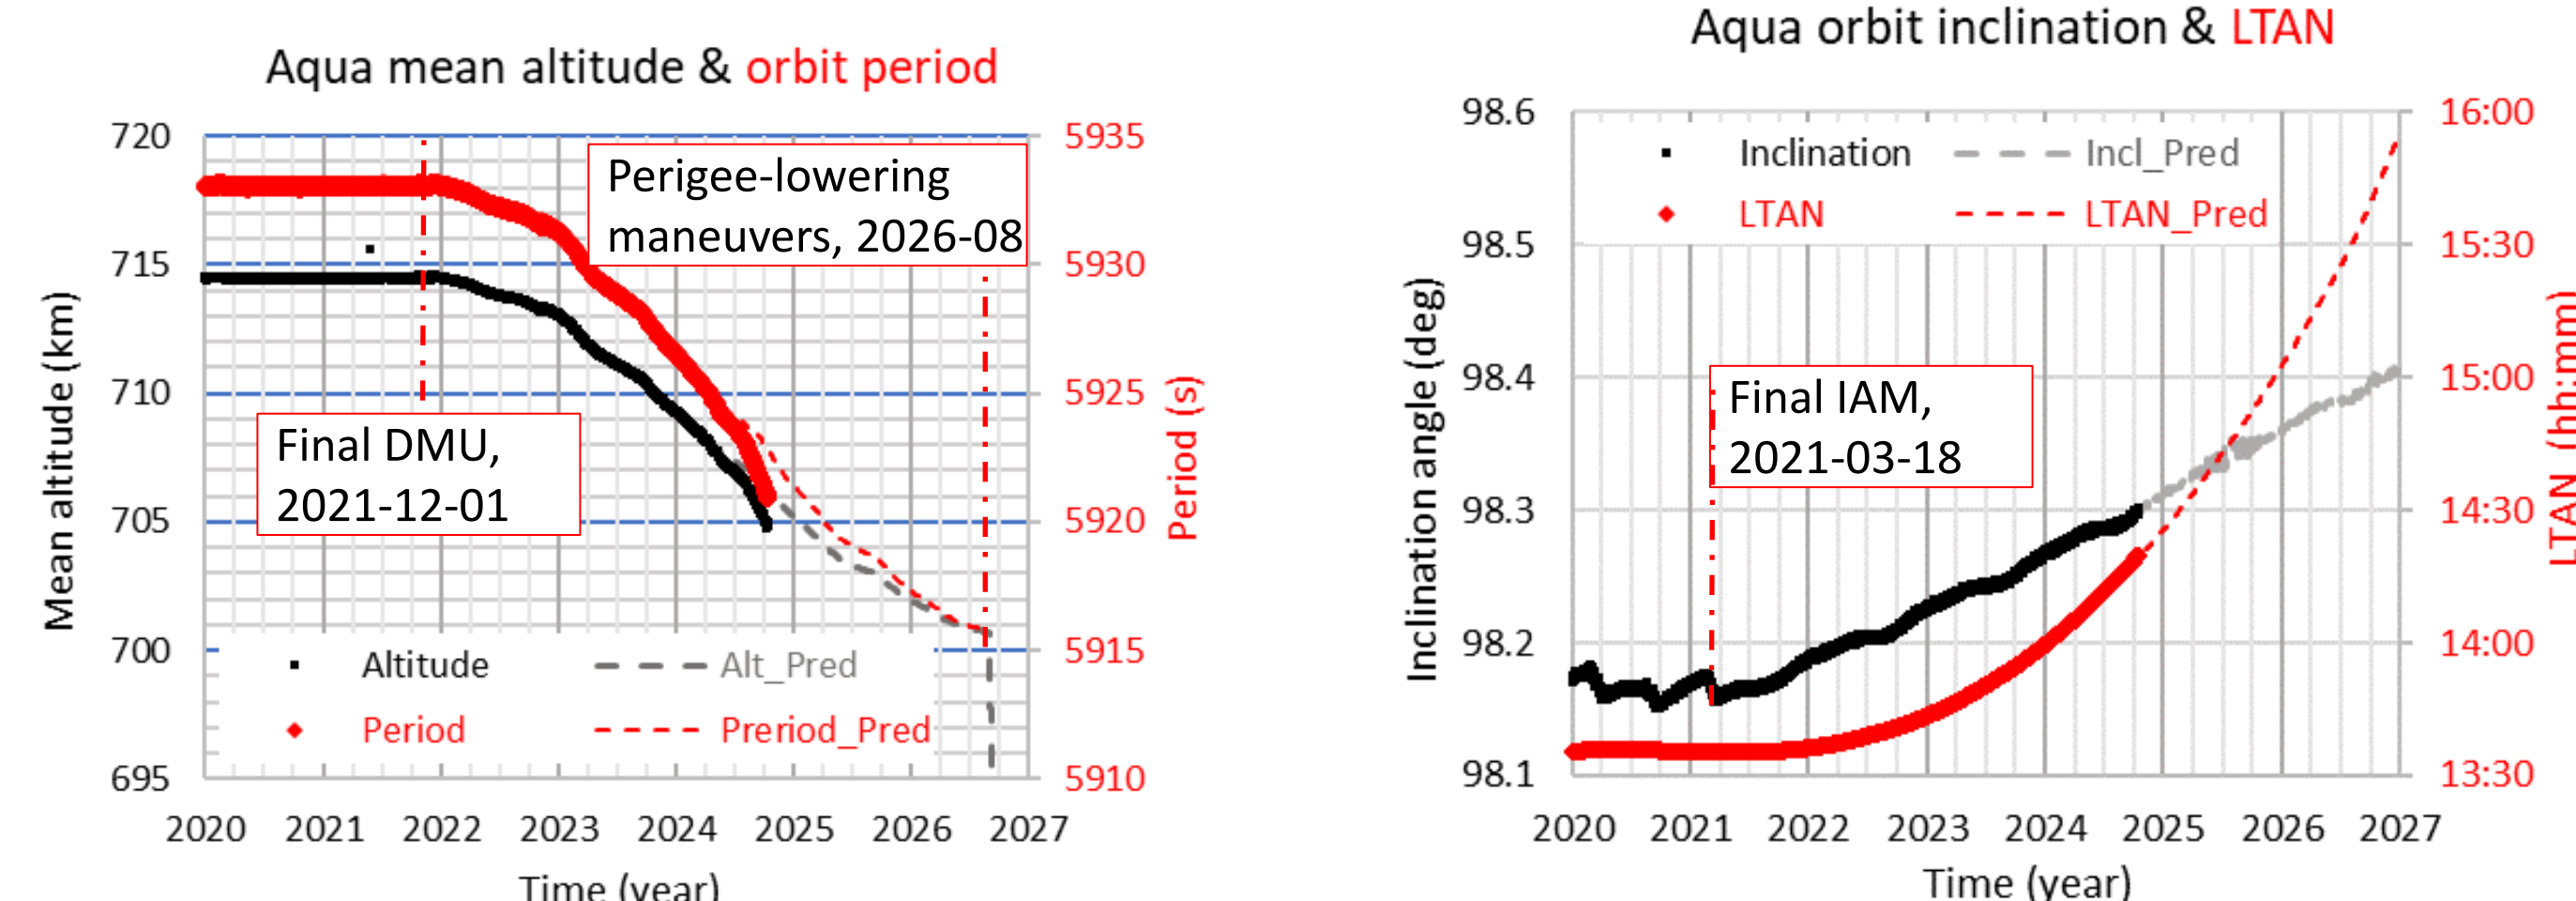 Aqua mean altitude & orbit period
720
715
710
705
700
695
Mean altitude (km)
5935
5930
5925
5920
5915
5910
Period (s)
Perigee-lowering
maneuvers, 2026-08
Final DMU,
2021-12-01
Altitude
Alt_Pred
Period
Preriod_Pred
2020 2021 2022 2023 2024 2025 2026 2027
Time (year)
Aqua orbit inclination & LTAN
98.6
98.5
98.4
98.3
98.2
98.1
Inclination angle (deg)
16:00
15:30
15:00
14:30
14:00
13:30
LTAN (hh:mm)
Inclination
Incl_Pred
LTAN
LTAN_Pred
Final IAM,
2021-03-18
2020 2021 2022 2023 2024 2025 2026 2027
Time (year)